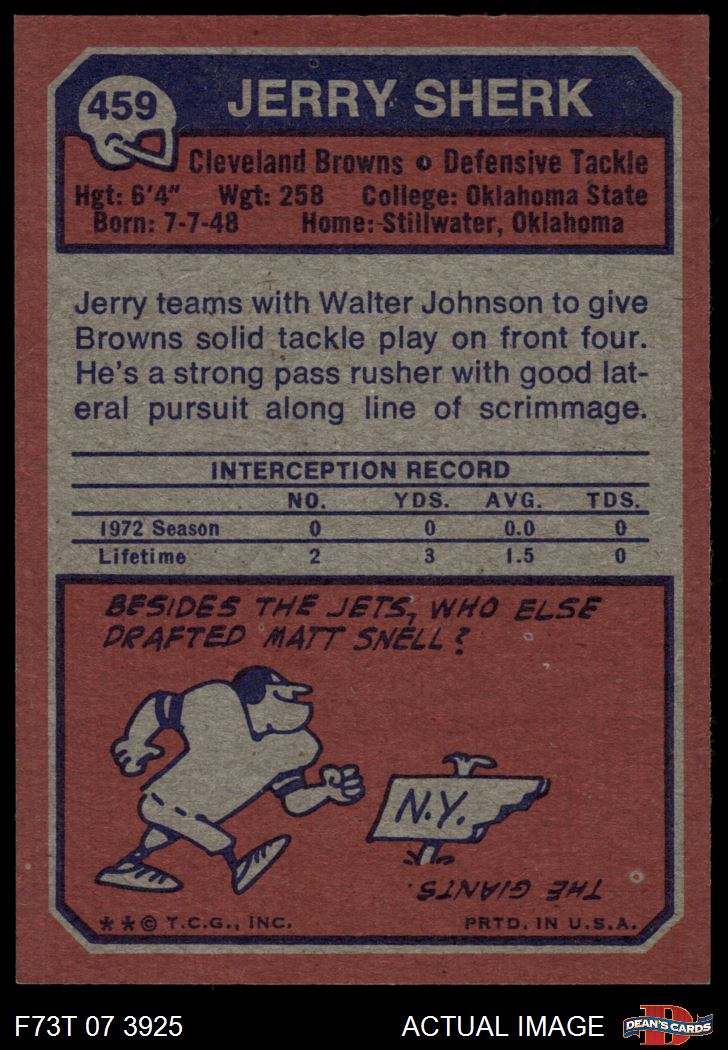 459
JERRY SHERK
Cleveland Browns o Defensive Tackle
Hgt: 6'4" Wgt: 258 College: Oklahoma State
Born: 7-7-48 Home: Stillwater, Oklahoma
Jerry teams with Walter Johnson to give
Browns solid tackle play on front four.
He's a strong pass rusher with good lat-
eral pursuit along line of scrimmage.
INTERCEPTION RECORD
NO. YDS. AVG. TDS.
1972 Season 0 0 0.0 0
Lifetime 2 3 1.5 0
BESIDES THE JETS, WHO ELSE
DRAFTED MATT SNELL?
N.Y.
THE GIANTS.
**© T.C.G., INC. PRTD. IN U.S.A.
F73T 07 3925 ACTUAL IMAGE
D
DEAN'S CARDS